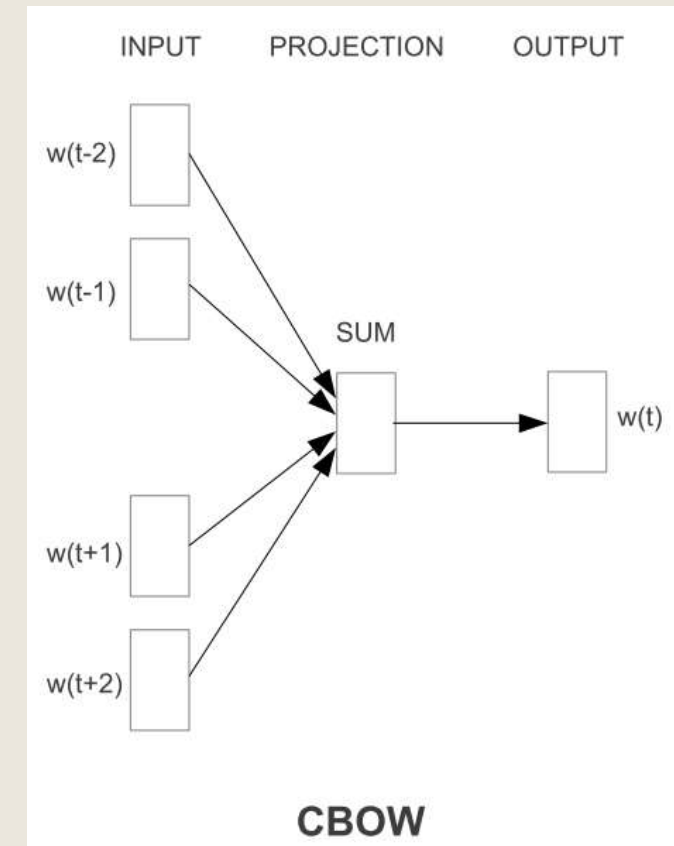 INPUT PROJECTION OUTPUT
w(t-2)
w(t-1)
SUM
w(t)
w(t+1)
w(t+2)
CBOW